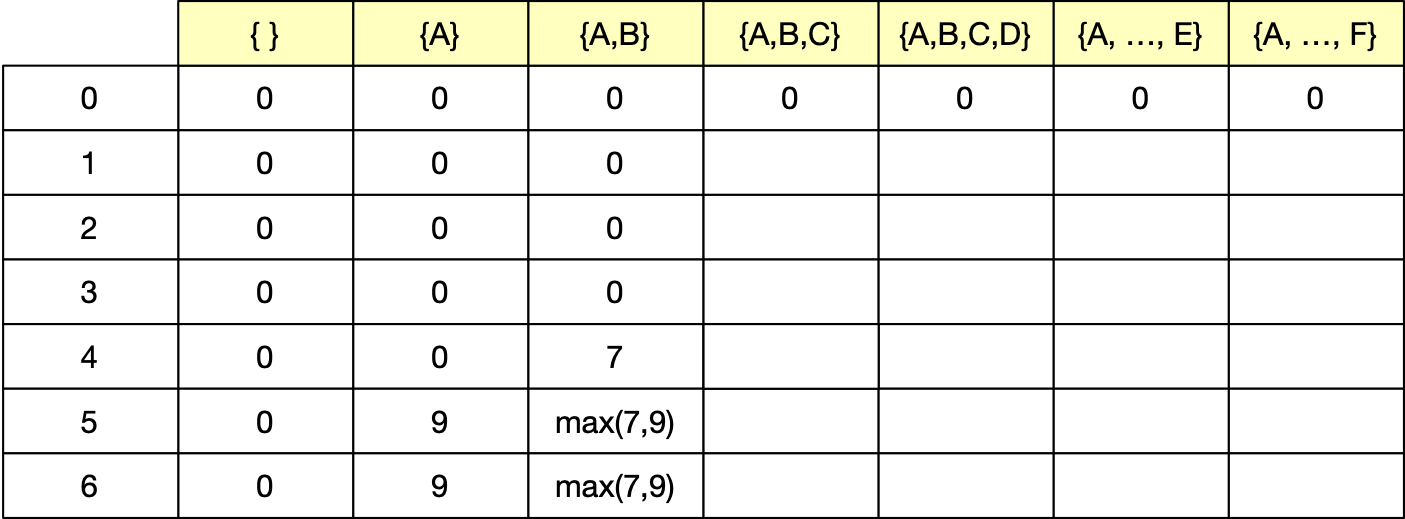 { } {A} {A,B} {A,B,C} {A,B,C,D} {A, …, E} {A, …, F}
0 0 0 0 0 0 0 0
1 0 0 0
2 0 0 0
3 0 0 0
4 0 0 7
5 0 9 max(7,9)
6 0 9 max(7,9)